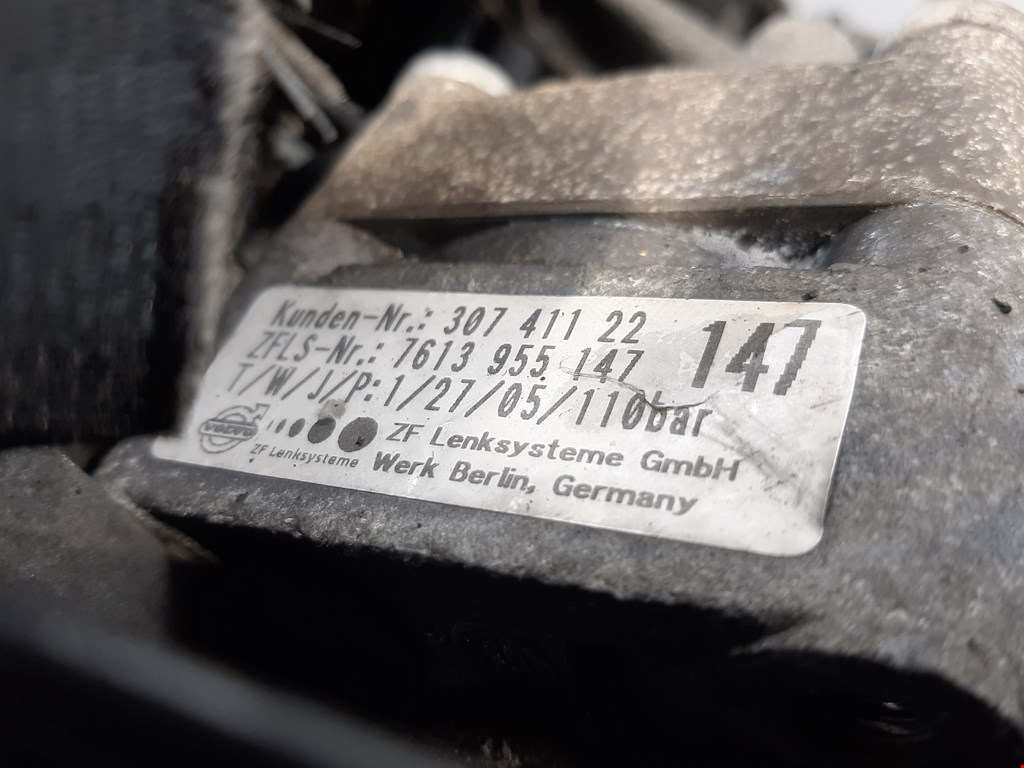 Kunden-Nr.: 307 411 22
147
ZFLS-Nr.: 7613 955 147
T/W/J/P: 1/27/05/110bar
VOLVO
ZF Lenksysteme
ZF Lenksysteme GmbH
Werk Berlin, Germany